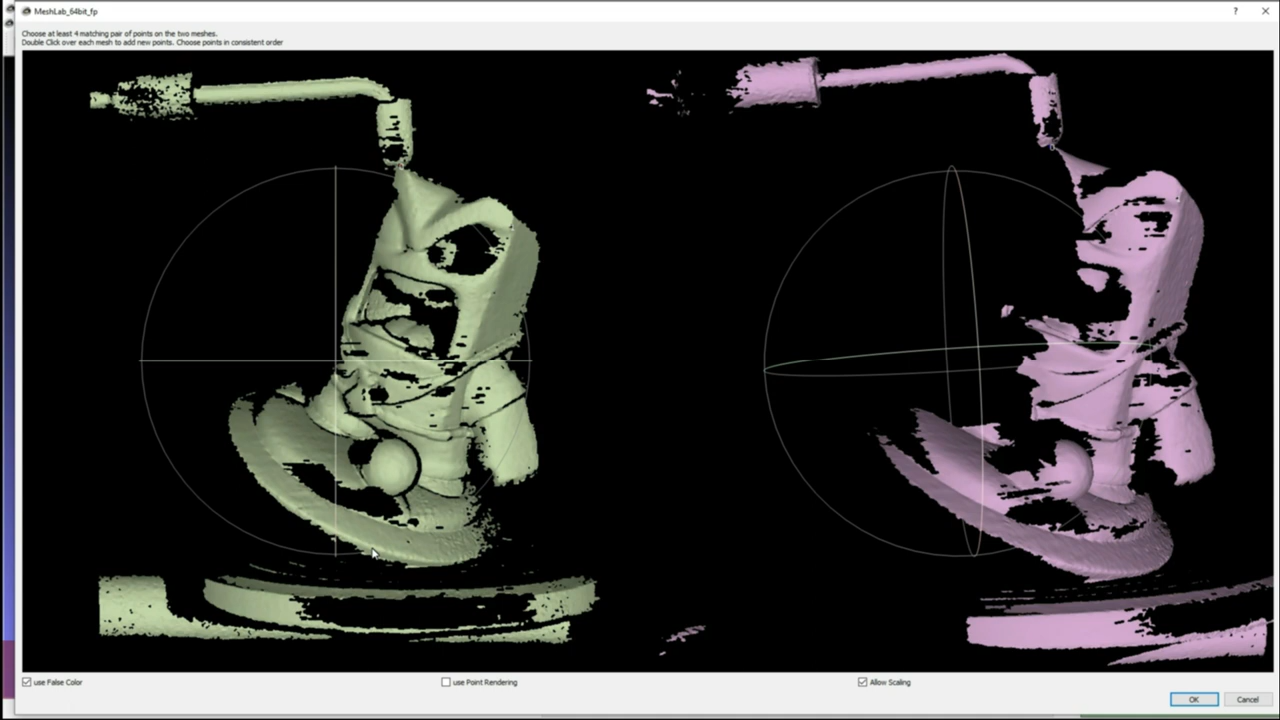 MeshLab_64bit_fp
Choose at least 4 matching pair of points on the two meshes.
Double Click over each mesh to add new points. Choose points in consistent order
use False Color
use Point Rendering
Allow Scaling
OK
Cancel